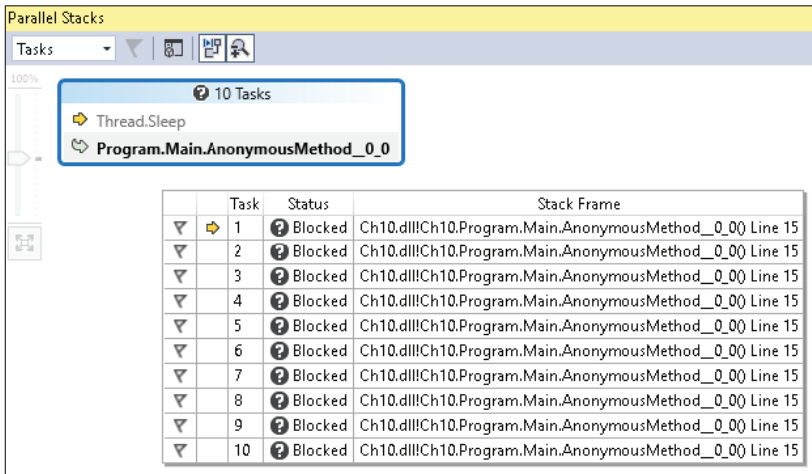 Parallel Stacks
Tasks
100%
10 Tasks
Thread.Sleep
Program.Main.AnonymousMethod__0_0
Task Status Stack Frame
1 Blocked Ch10.dll!Ch10.Program.Main.AnonymousMethod__0_0() Line 15
2 Blocked Ch10.dll!Ch10.Program.Main.AnonymousMethod__0_0() Line 15
3 Blocked Ch10.dll!Ch10.Program.Main.AnonymousMethod__0_0() Line 15
4 Blocked Ch10.dll!Ch10.Program.Main.AnonymousMethod__0_0() Line 15
5 Blocked Ch10.dll!Ch10.Program.Main.AnonymousMethod__0_0() Line 15
6 Blocked Ch10.dll!Ch10.Program.Main.AnonymousMethod__0_0() Line 15
7 Blocked Ch10.dll!Ch10.Program.Main.AnonymousMethod__0_0() Line 15
8 Blocked Ch10.dll!Ch10.Program.Main.AnonymousMethod__0_0() Line 15
9 Blocked Ch10.dll!Ch10.Program.Main.AnonymousMethod__0_0() Line 15
10 Blocked Ch10.dll!Ch10.Program.Main.AnonymousMethod__0_0() Line 15